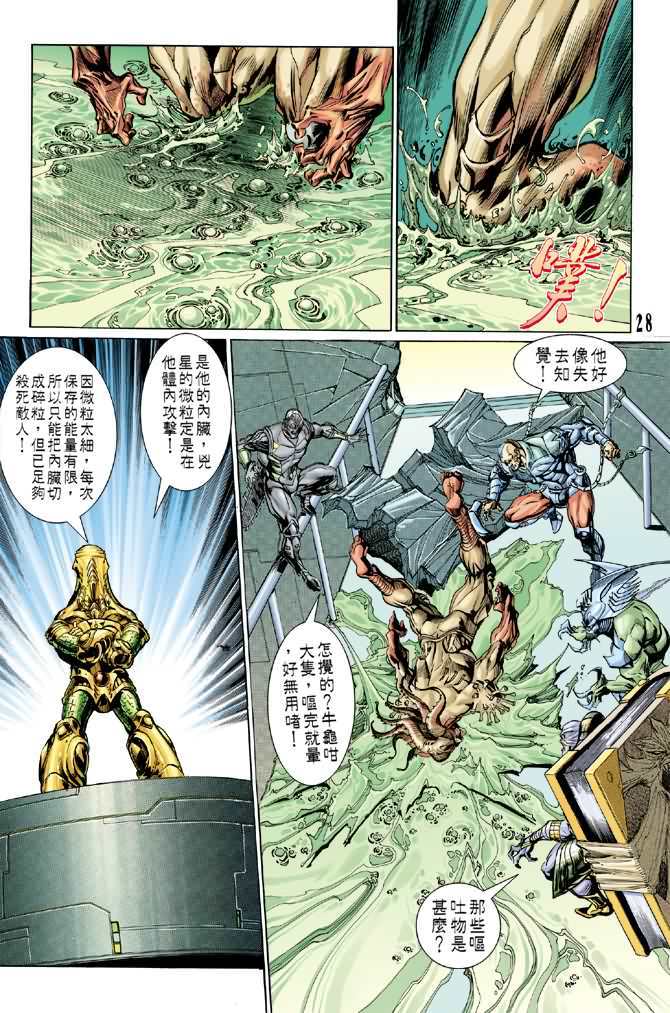 噗！
28
他好
像失
去知
覺！
怎攪的？牛龜咁
大隻，嘔完就暈
，好無用啫！
那些嘔
吐物是
甚麼？
是他的內臟，兇
星的微粒定是在
他體內攻擊！
因微粒太細，每次
保存的能量有限，
所以只能把內臟切
成碎粒，但已足夠
殺死敵人！